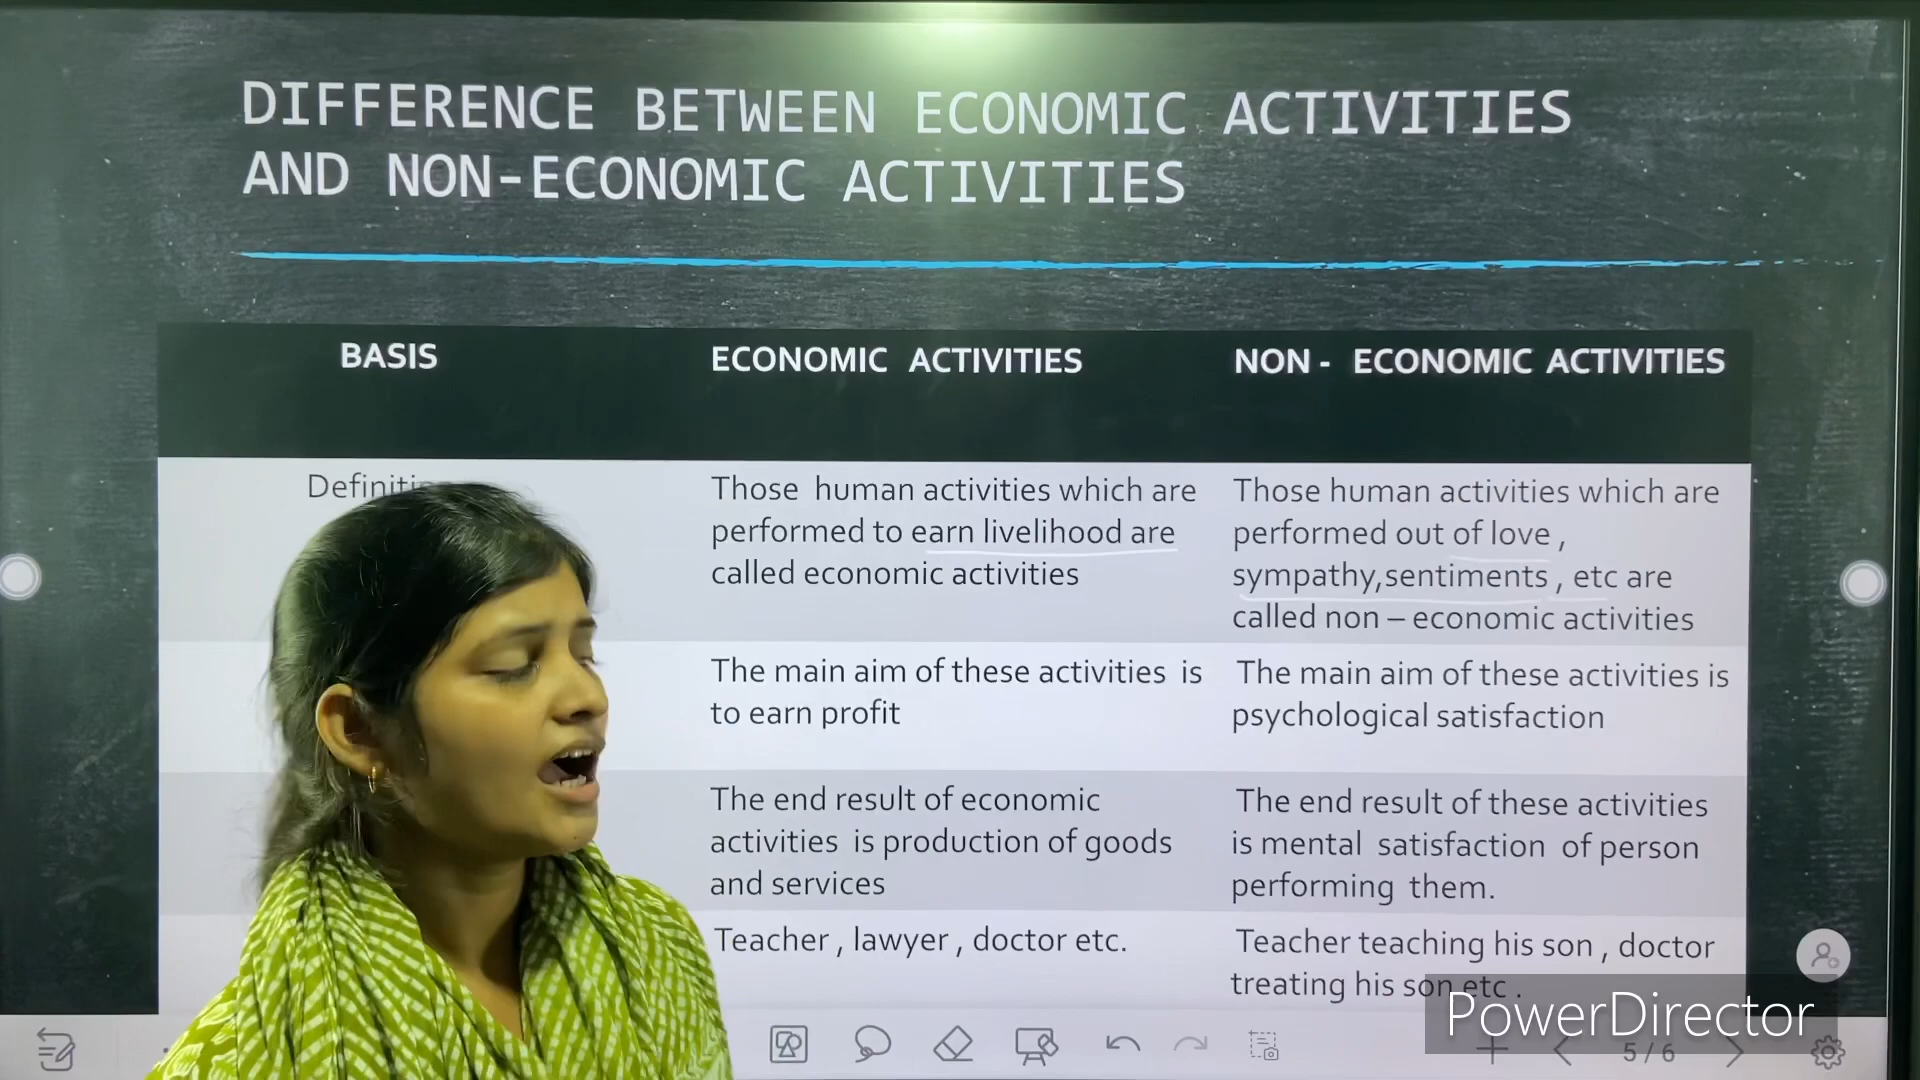 DIFFERENCE BETWEEN ECONOMIC ACTIVITIES
AND NON-ECONOMIC ACTIVITIES
BASIS
ECONOMIC ACTIVITIES
NON - ECONOMIC ACTIVITIES
Those human activities which are
performed to earn livelihood are
called economic activities
Those human activities which are
performed out of love ,
sympathy,sentiments , etc are
called non – economic activities
The main aim of these activities is
to earn profit
The main aim of these activities is
psychological satisfaction
The end result of economic
activities is production of goods
and services
The end result of these activities
is mental satisfaction of person
performing them.
Teacher , lawyer , doctor etc.
Teacher teaching his son , doctor
treating his son etc .
PowerDirector
5 / 6